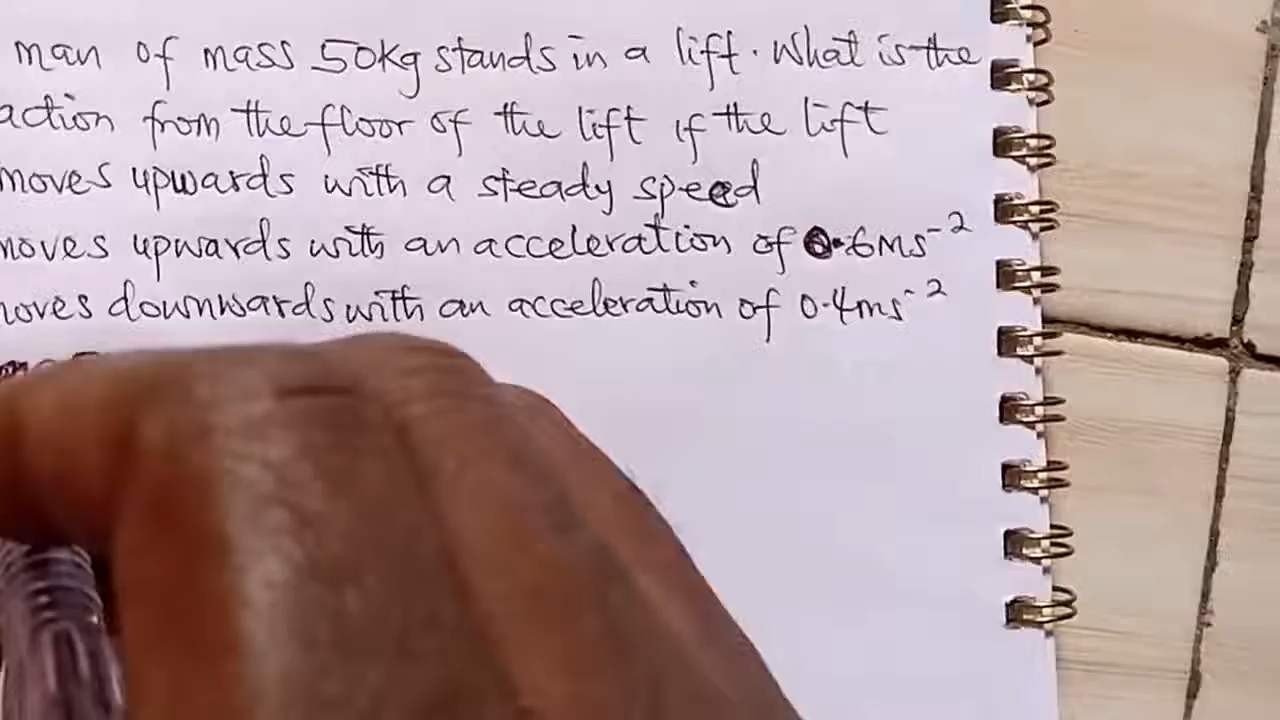 man of mass 50kg stands in a lift. What is the
action from the floor of the lift if the lift
moves upwards with a steady speed
moves upwards with an acceleration of 0.6ms⁻²
moves downwards with an acceleration of 0.4ms⁻²